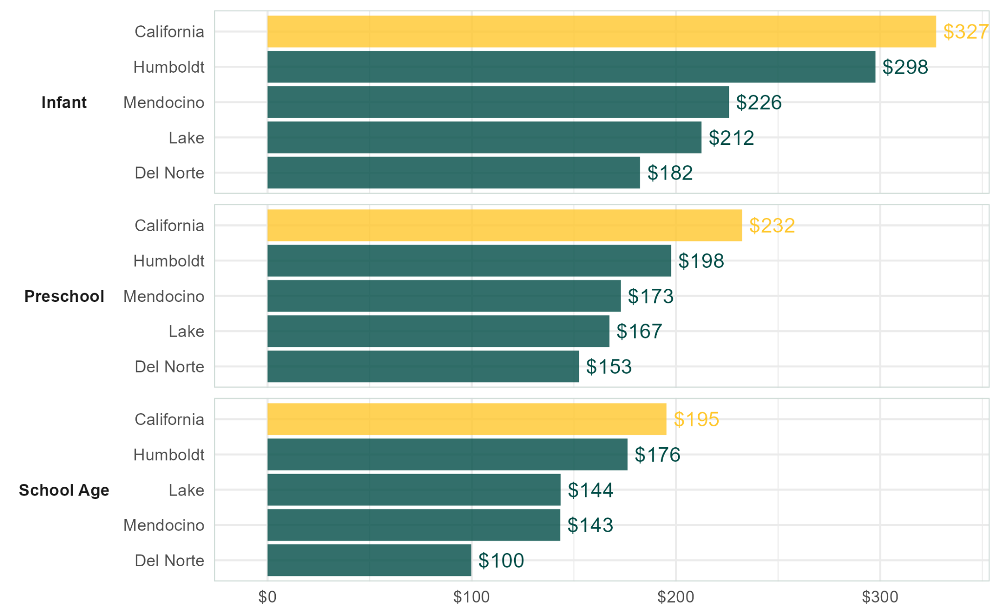 California $327
Humboldt $298
Infant Mendocino $226
Lake $212
Del Norte $182
California $232
Humboldt $198
Preschool Mendocino $173
Lake $167
Del Norte $153
California $195
Humboldt $176
School Age Lake $144
Mendocino $143
Del Norte $100
$0 $100 $200 $300